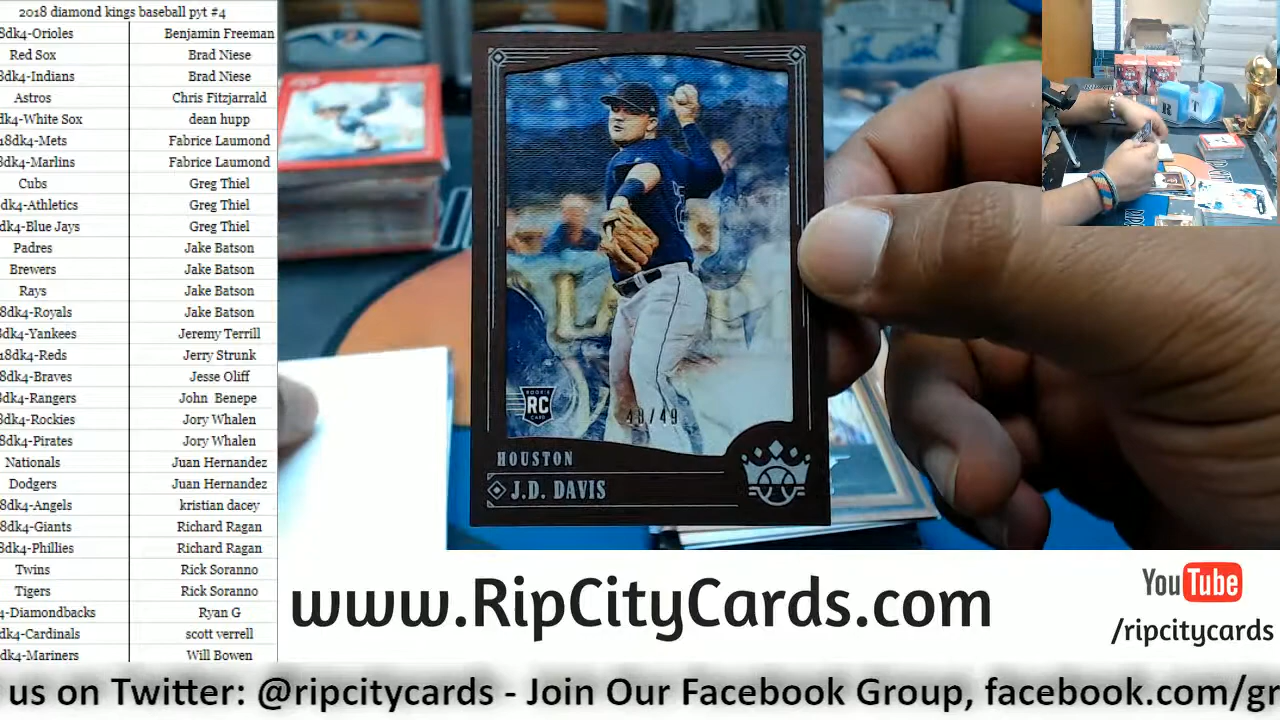 2018 diamond kings baseball pyt #4
8dk4-Orioles Benjamin Freeman
Red Sox Brad Niese
8dk4-Indians Brad Niese
Astros Chris Fitzjarrald
dk4-White Sox dean hupp
18dk4-Mets Fabrice Laumond
8dk4-Marlins Fabrice Laumond
Cubs Greg Thiel
dk4-Athletics Greg Thiel
dk4-Blue Jays Greg Thiel
Padres Jake Batson
Brewers Jake Batson
Rays Jake Batson
8dk4-Royals Jake Batson
8dk4-Yankees Jeremy Terrill
18dk4-Reds Jerry Strunk
8dk4-Braves Jesse Oliff
8dk4-Rangers John Benepe
8dk4-Rockies Jory Whalen
8dk4-Pirates Jory Whalen
Nationals Juan Hernandez
Dodgers Juan Hernandez
8dk4-Angels kristian dacey
8dk4-Giants Richard Ragan
8dk4-Phillies Richard Ragan
Twins Rick Soranno
Tigers Rick Soranno
4-Diamondbacks Ryan G
dk4-Cardinals scott verrell
dk4-Mariners Will Bowen
RC
HOUSTON
J.D. DAVIS
www.RipCityCards.com
YouTube
/ripcitycards
us on Twitter: @ripcitycards - Join Our Facebook Group, facebook.com/gr